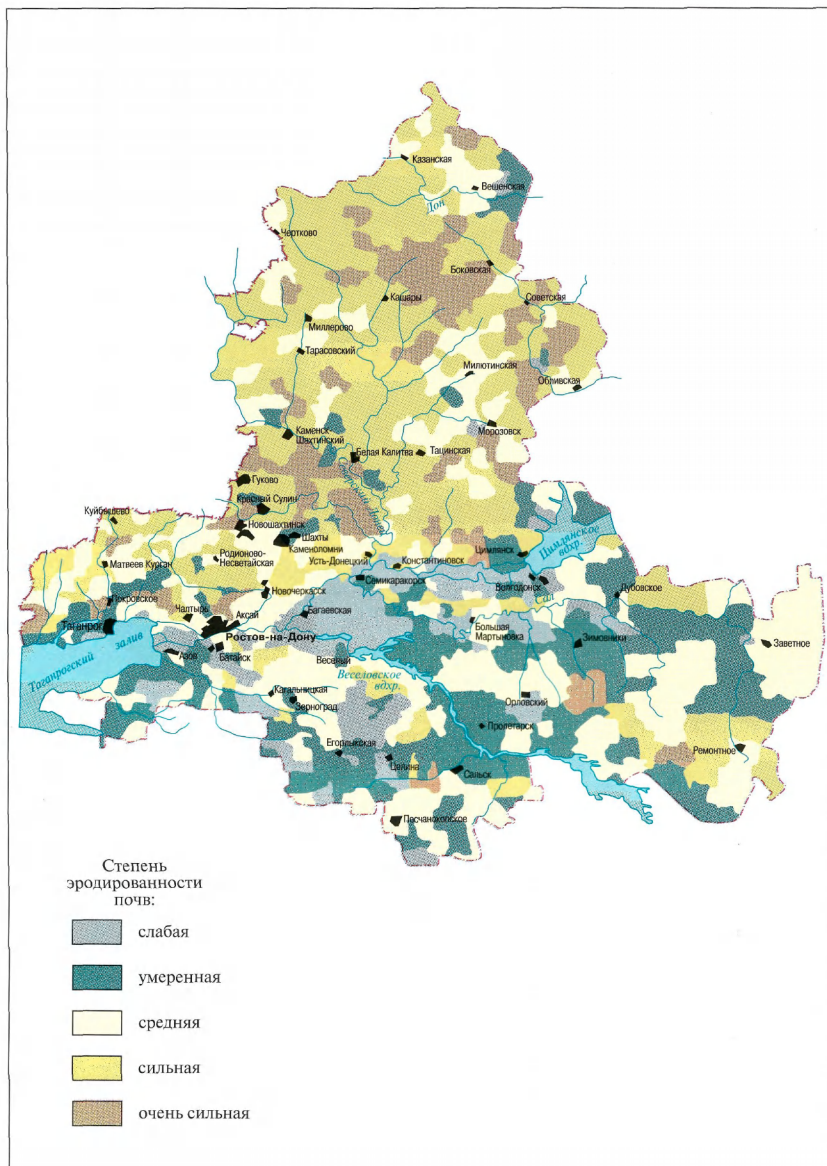 Казанская
Вешенская
Дон
Чертково
Боковская
Кашары
Советская
Миллерово
Тарасовский
Милютинская
Обливская
Каменск-
Шахтинский
Морозовск
Белая Калитва
Тацинская
Гуково
Красный Сулин
Куйбышево
Новошахтинск
Шахты
Каменоломни
Родионово-
Несветайская
Матвеев Курган
Усть-Донецкий
Константиновск
Цимлянск
Цимлянское
вдхр.
Семикаракорск
Волгодонск
Дубовское
Новочеркасск
Покровское
Чалтырь
Аксай
Багаевская
Таганрог
Ростов-на-Дону
Большая
Мартыновка
Зимовники
Заветное
Таганрогский залив
Азов
Батайск
Веселый
Веселовское
вдхр.
Кагальницкая
Зерноград
Орловский
Пролетарск
Егорлыкская
Целина
Сальск
Ремонтное
Песчанокопское
Степень
эродированности
почв:
слабая
умеренная
средняя
сильная
очень сильная